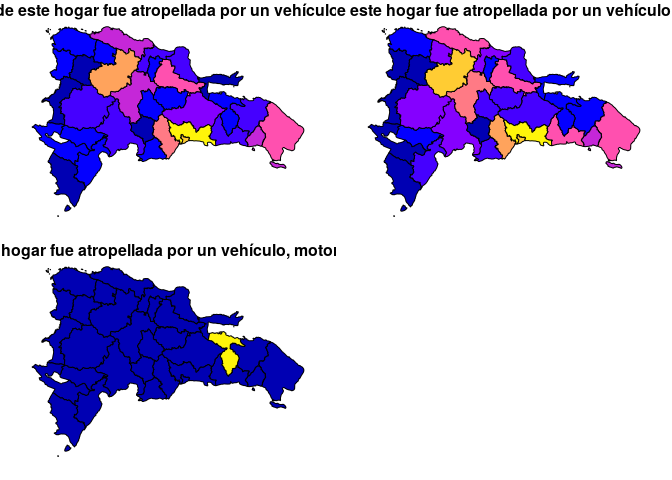 de este hogar fue atropellada por un vehículo
este hogar fue atropellada por un vehículo
hogar fue atropellada por un vehículo, motor